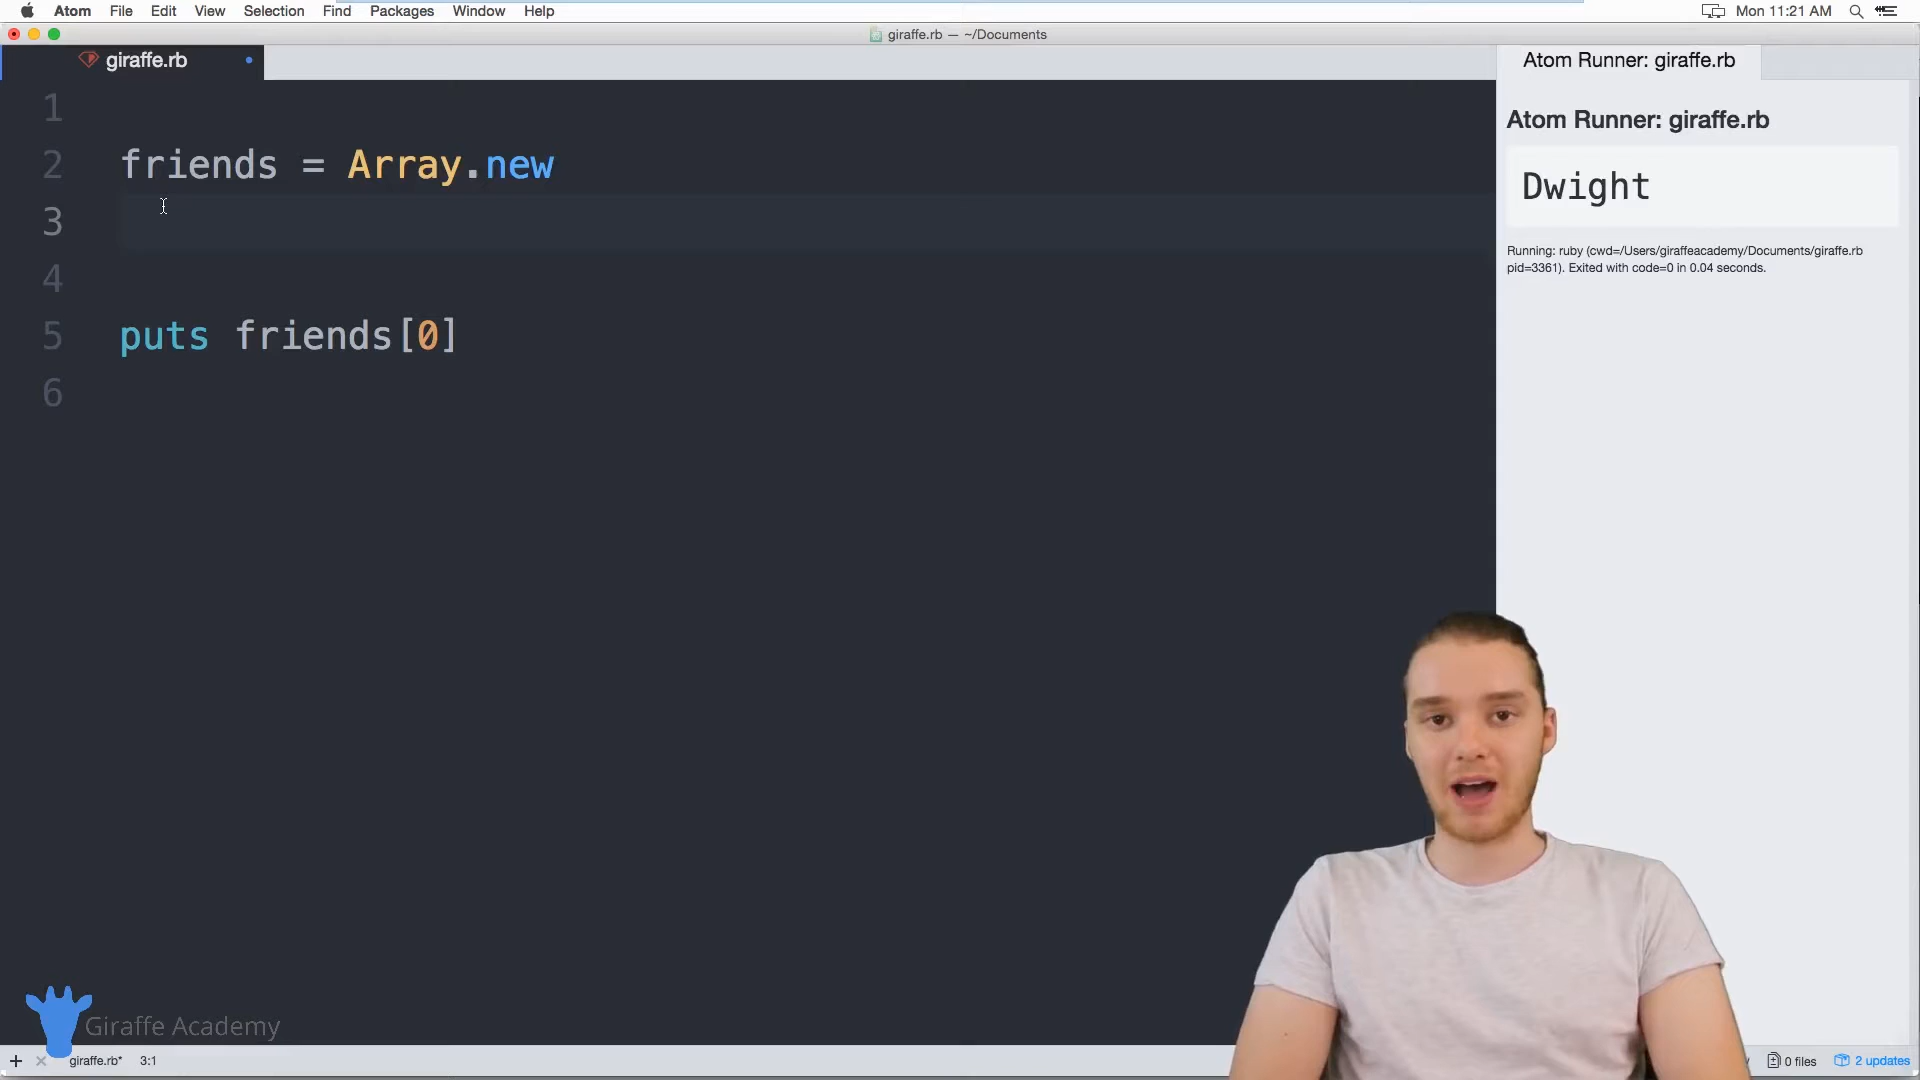 Atom File Edit View Selection Find Packages Window Help
Mon 11:21 AM
giraffe.rb — ~/Documents
giraffe.rb
Atom Runner: giraffe.rb
1
2 friends = Array.new
3
4
5 puts friends[0]
6
Atom Runner: giraffe.rb
Dwight
Running: ruby (cwd=/Users/giraffeacademy/Documents/giraffe.rb
pid=3361). Exited with code=0 in 0.04 seconds.
Giraffe Academy
giraffe.rb* 3:1
0 files 2 updates